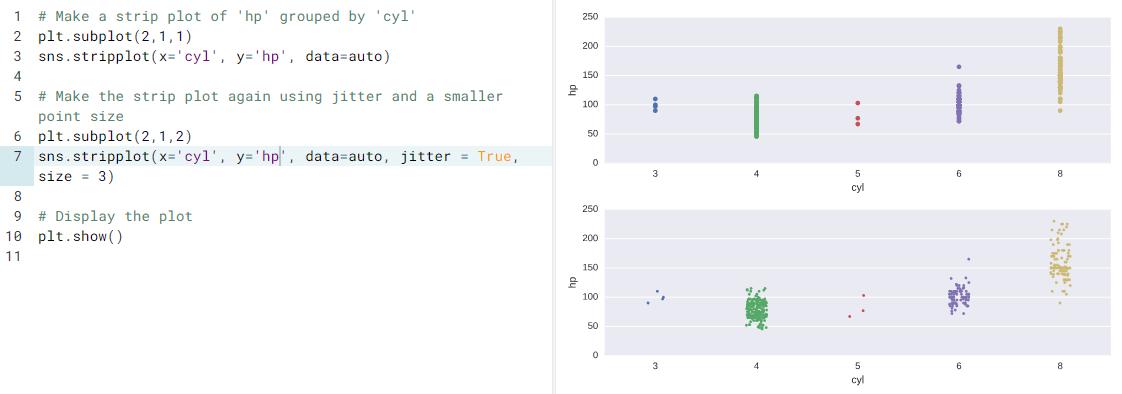 1 # Make a strip plot of 'hp' grouped by 'cyl'
2 plt.subplot(2,1,1)
3 sns.stripplot(x='cyl', y='hp', data=auto)
4
5 # Make the strip plot again using jitter and a smaller
point size
6 plt.subplot(2,1,2)
7 sns.stripplot(x='cyl', y='hp', data=auto, jitter = True,
size = 3)
8
9 # Display the plot
10 plt.show()
11
250
200
150
100
50
0
hp
3 4 5 6 8
cyl
250
200
150
100
50
0
hp
3 4 5 6 8
cyl